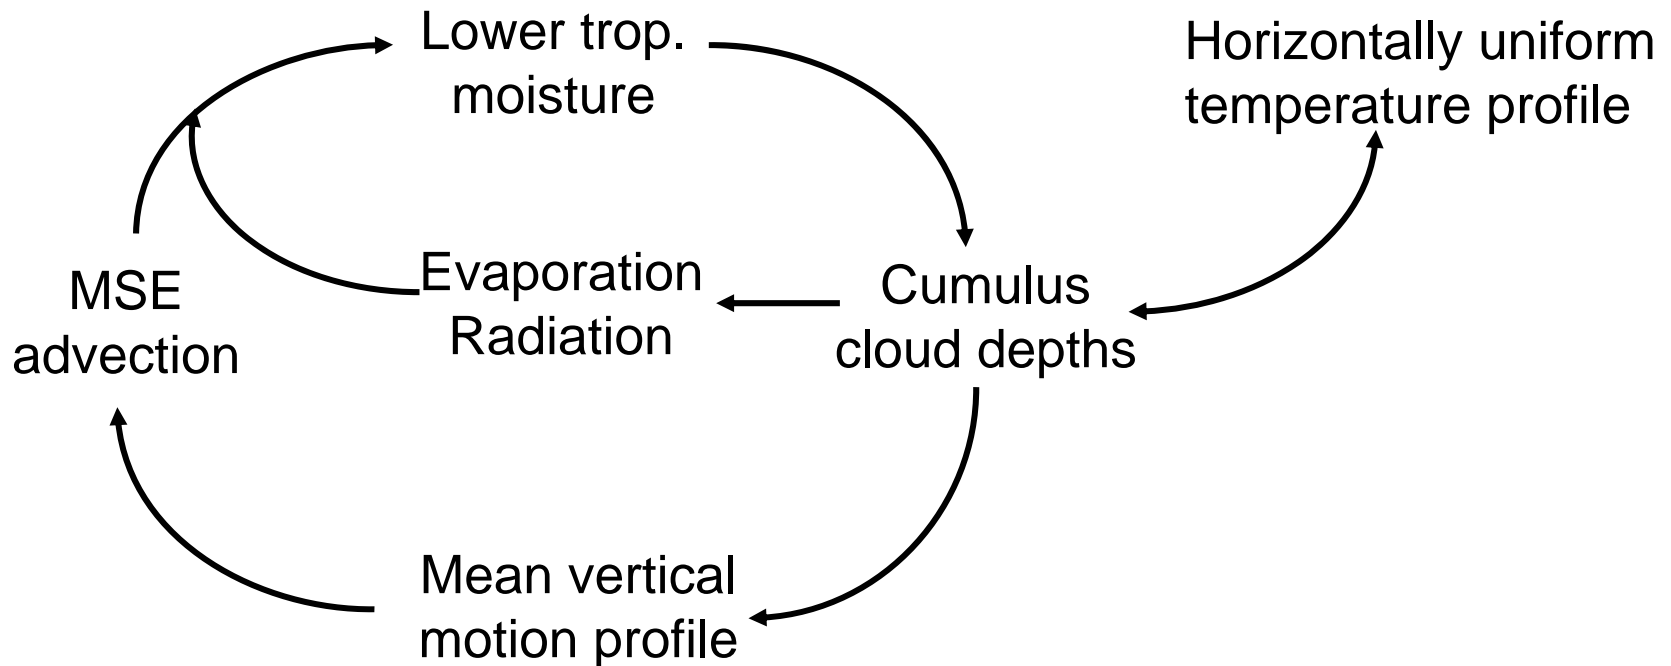 Lower trop.
moisture
Horizontally uniform
temperature profile
MSE
advection
Evaporation
Radiation
Cumulus
cloud depths
Mean vertical
motion profile